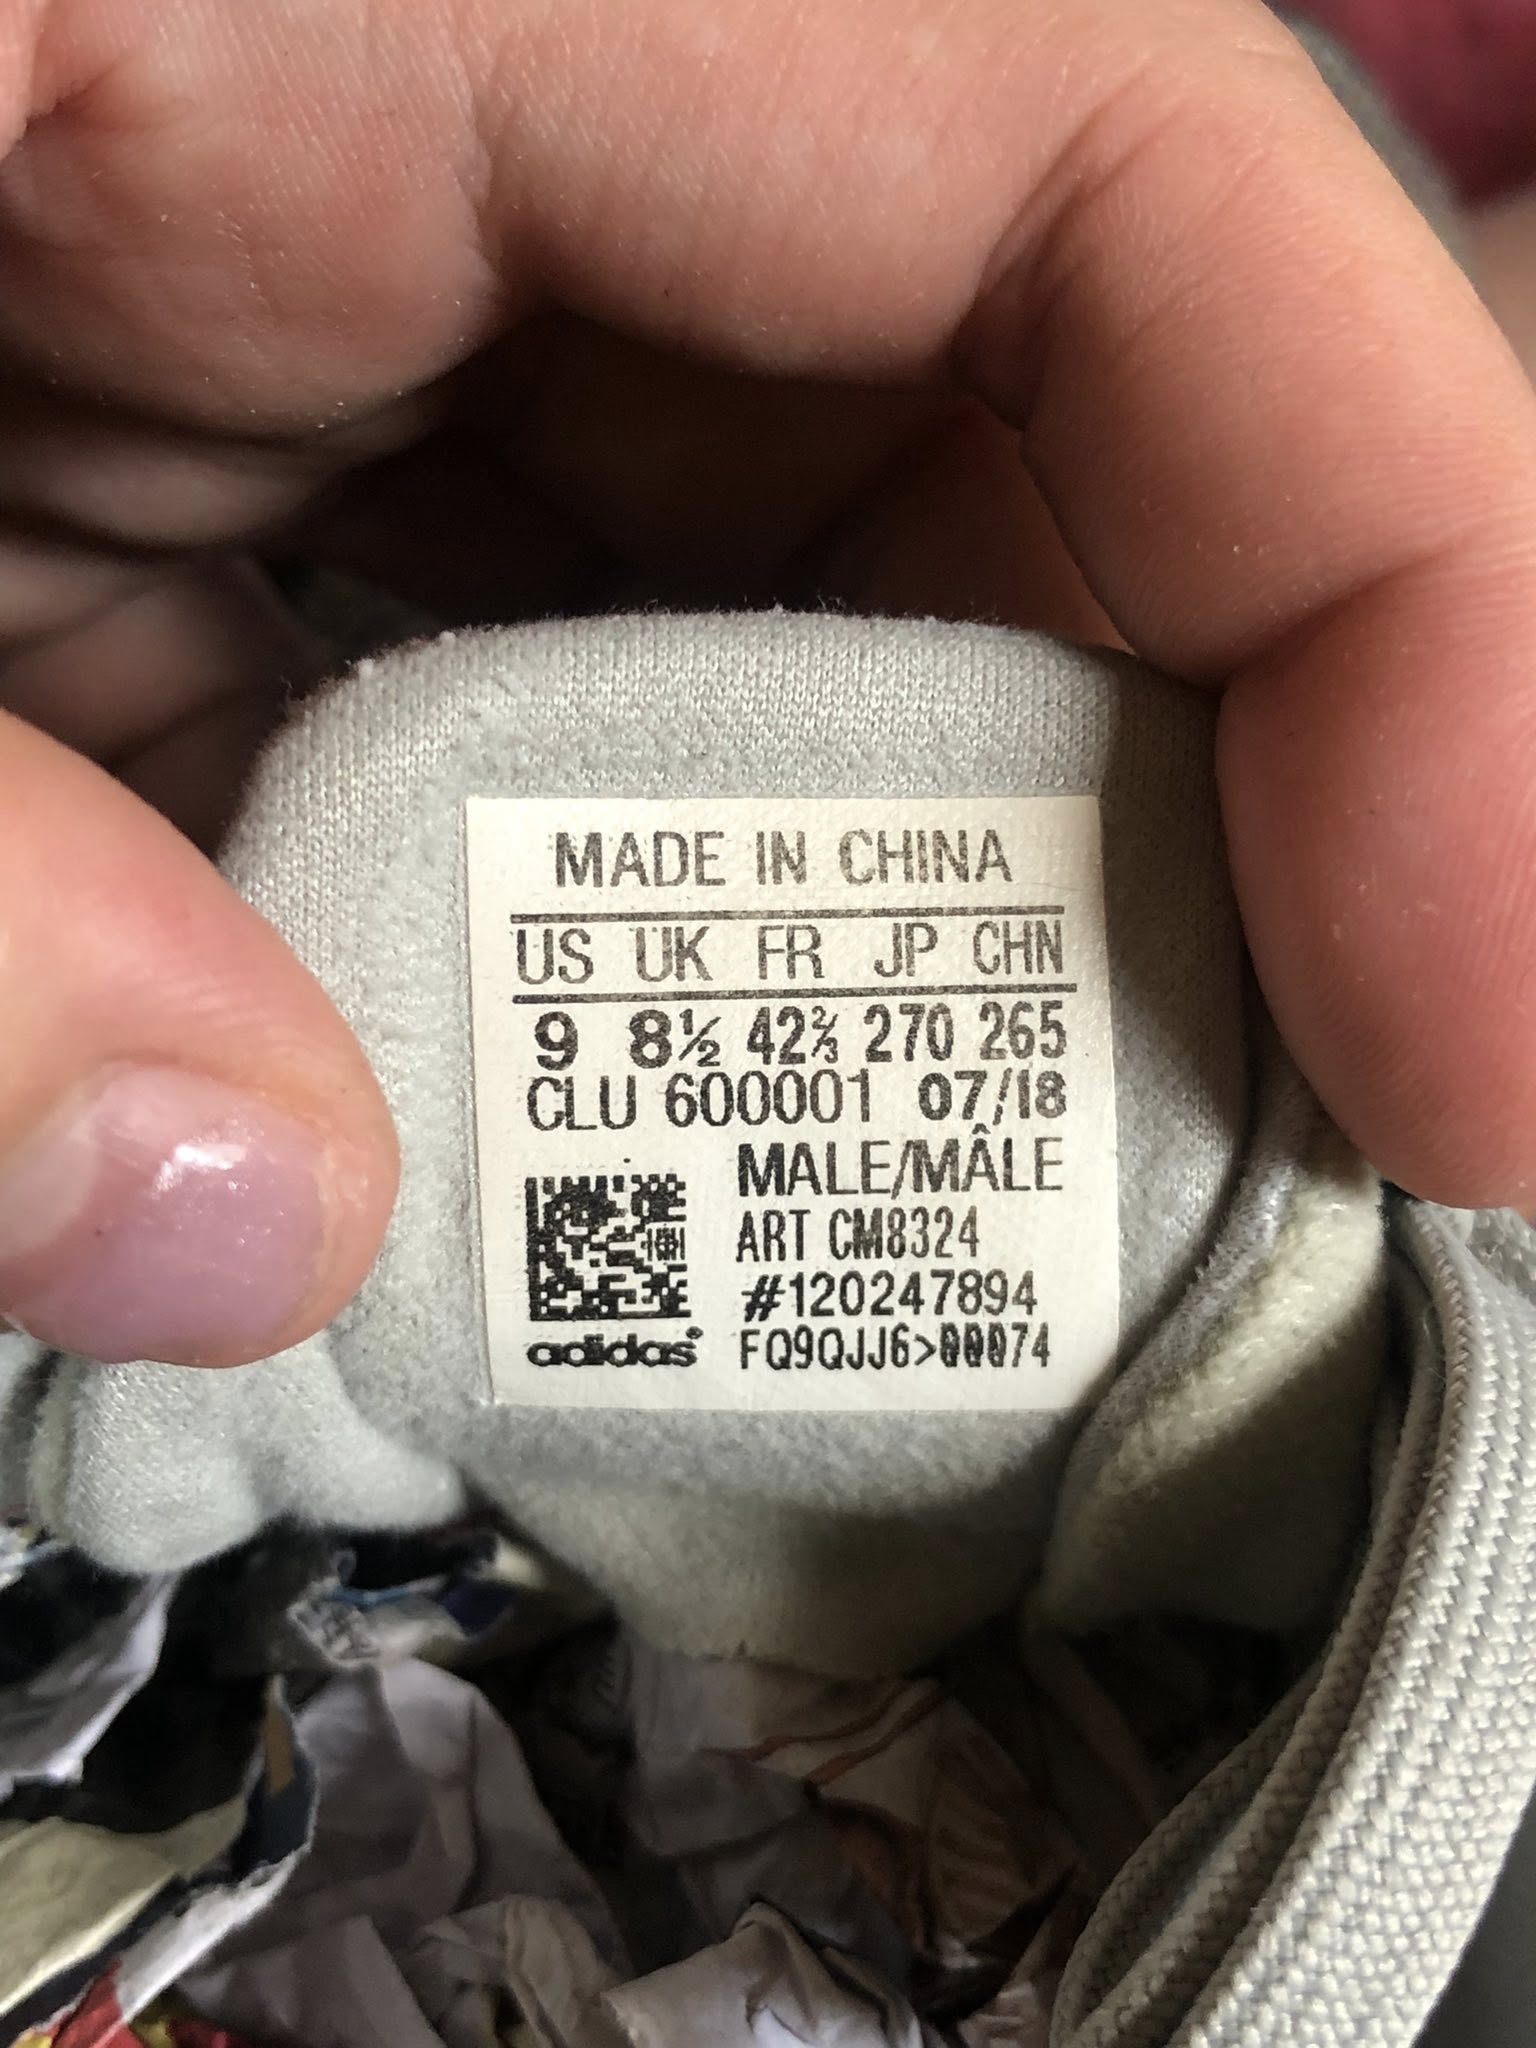 MADE IN CHINA
US UK FR JP CHN
9 8½ 42⅔ 270 265
CLU 600001 07/18
MALE/MÂLE
ART CM8324
#120247894
adidas® FQ9QJJ6>00074